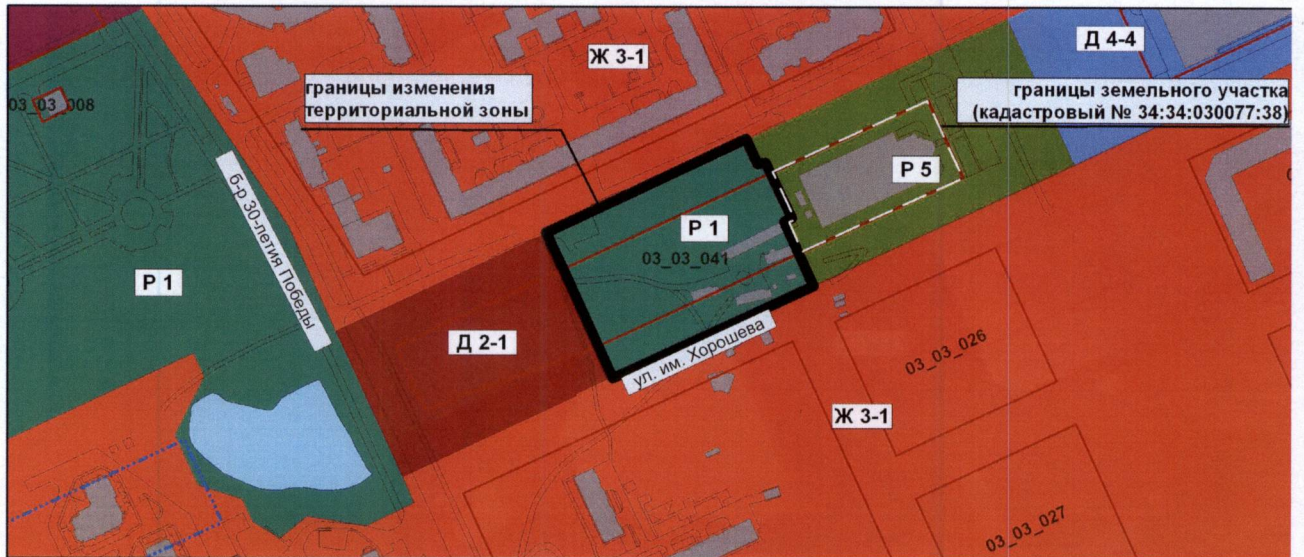 Д 4-4
Ж 3-1
границы изменения
территориальной зоны
границы земельного участка
(кадастровый № 34:34:030077:38)
03_03_008
Р 5
б-р 30-летия Победы
Р 1
03_03_041
Р 1
Д 2-1
ул. им. Хорошева
03_03_026
Ж 3-1
03_03_027